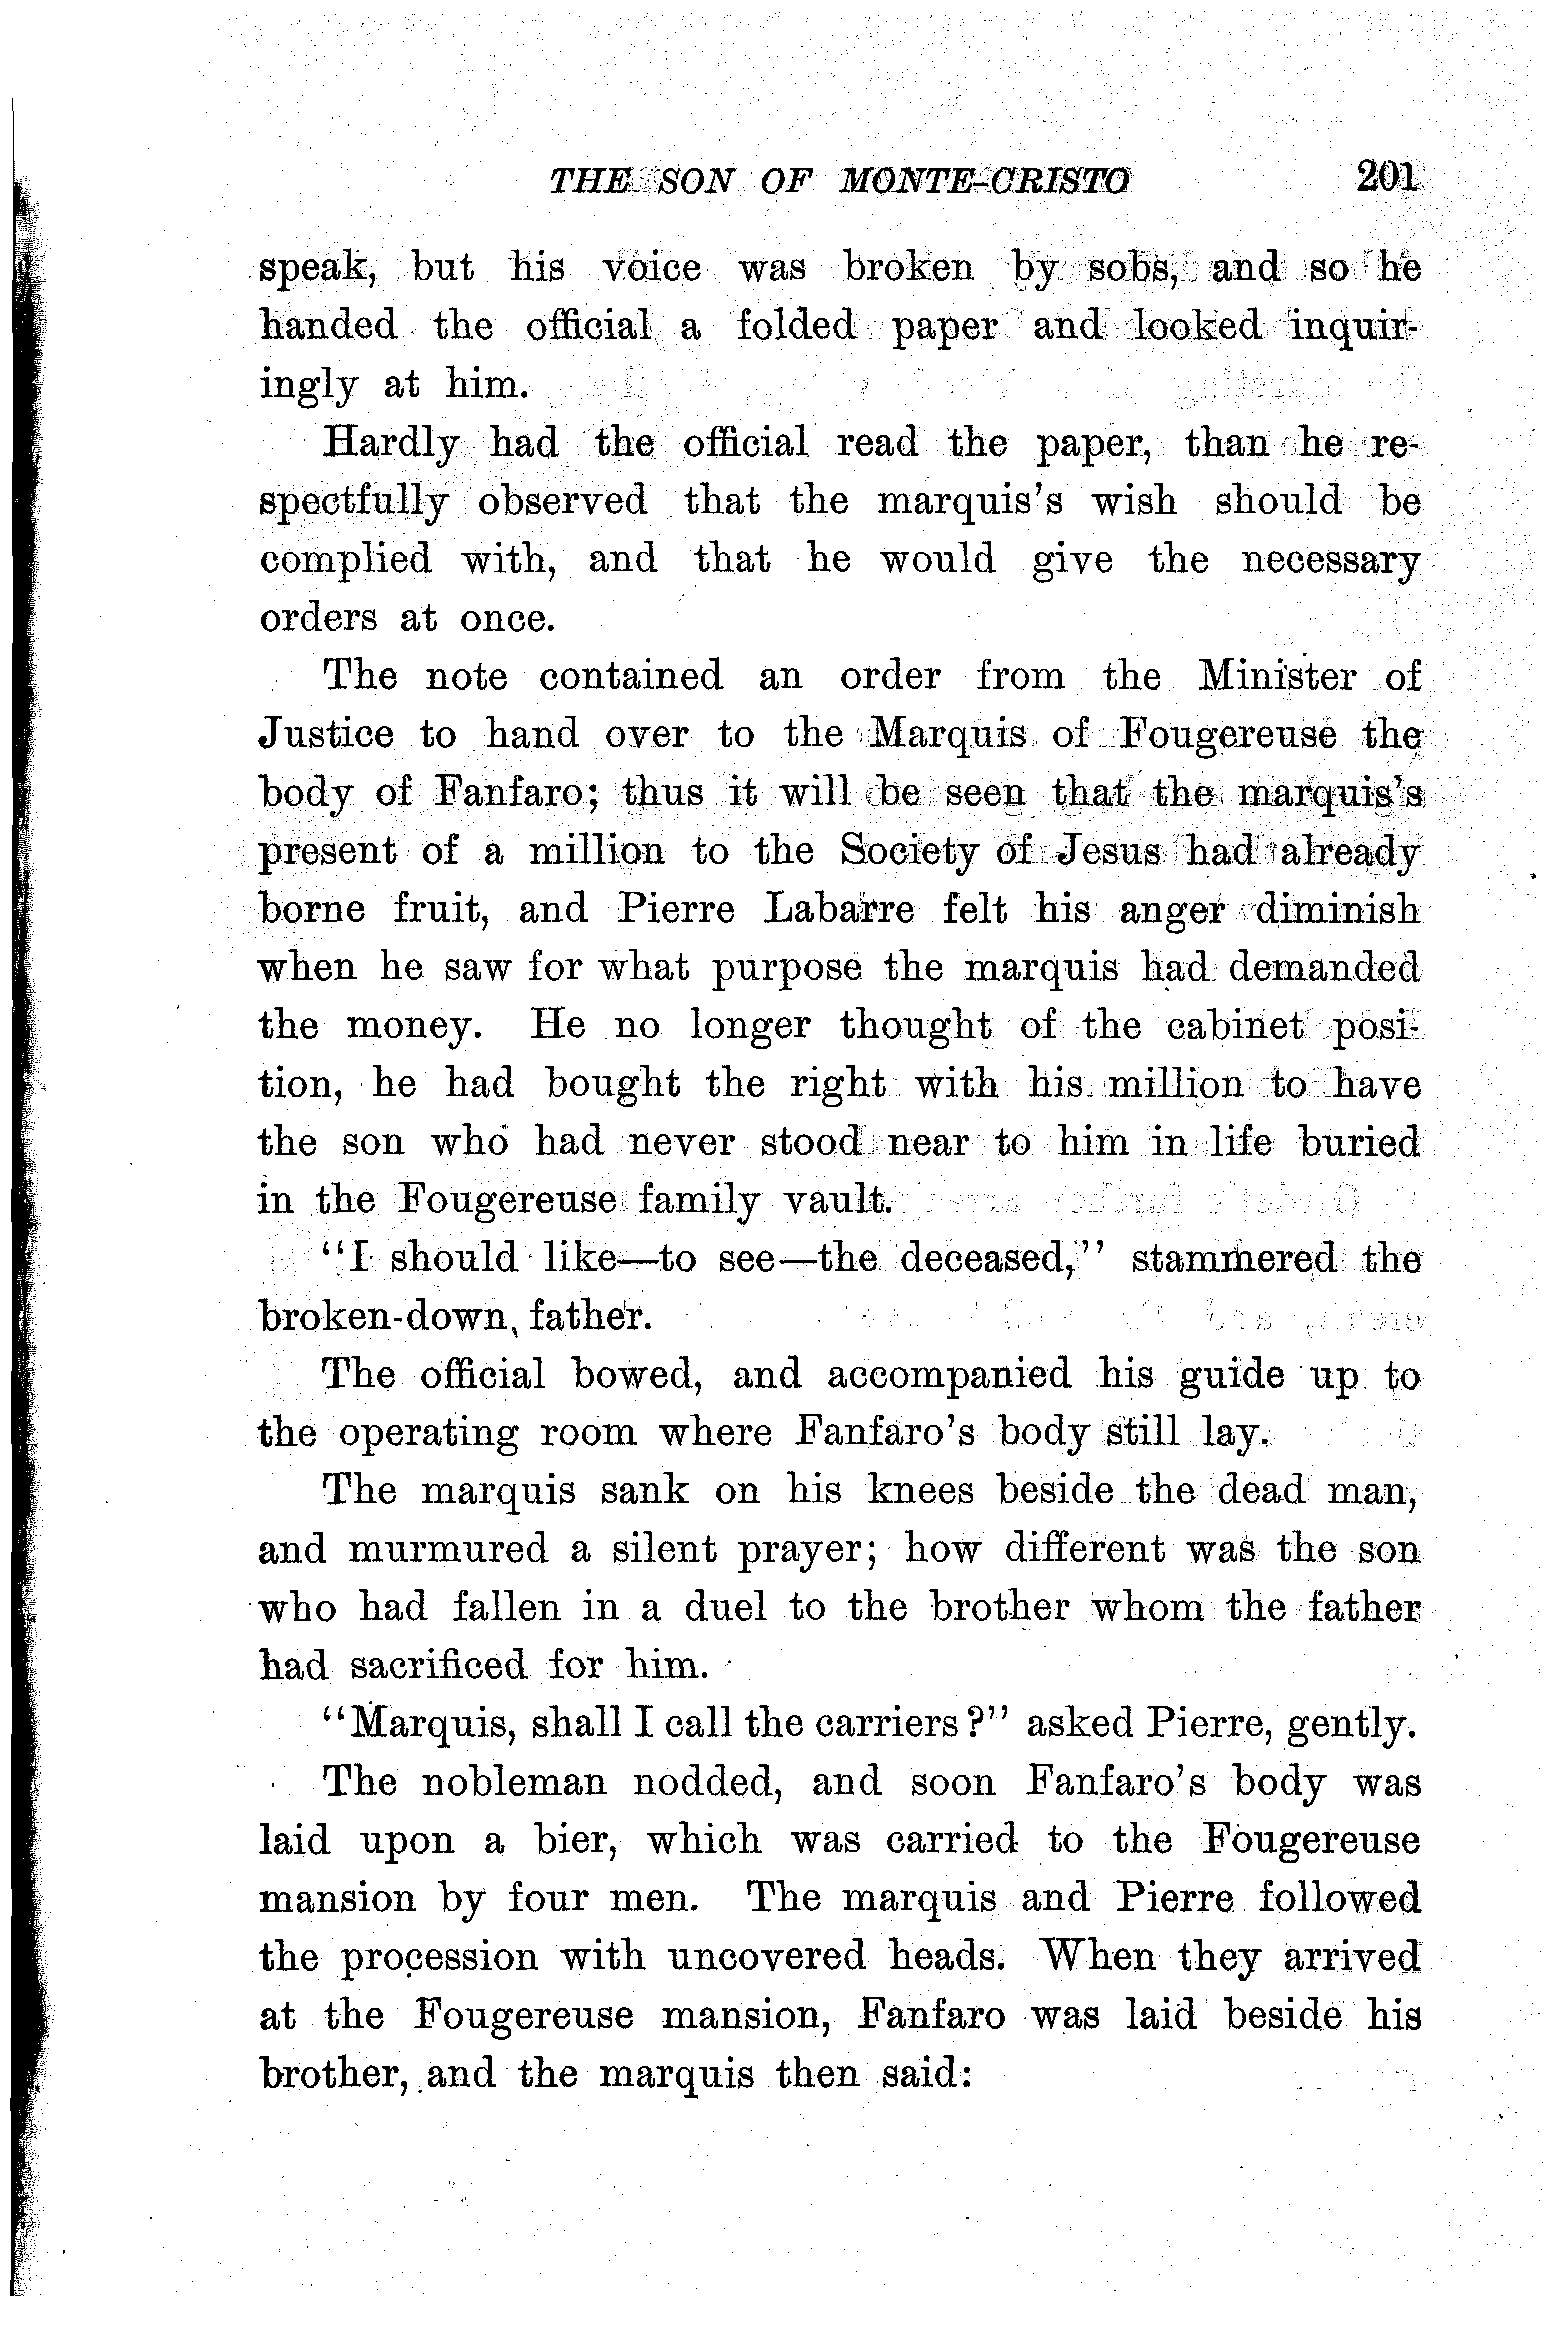 THE SON OF MONTE-CRISTO 201
speak, but his voice was broken by sobs, and so he
handed the official a folded paper and looked inquir-
ingly at him.
Hardly had the official read the paper, than he re-
spectfully observed that the marquis's wish should be
complied with, and that he would give the necessary
orders at once.
The note contained an order from the Minister of
Justice to hand over to the Marquis of Fougereuse the
body of Fanfaro; thus it will be seen that the marquis's
present of a million to the Society of Jesus had already
borne fruit, and Pierre Labarre felt his anger diminish
when he saw for what purpose the marquis had demanded
the money. He no longer thought of the cabinet posi-
tion, he had bought the right with his million to have
the son who had never stood near to him in life buried
in the Fougereuse family vault.
"I should like—to see—the deceased," stammered the
broken-down father.
The official bowed, and accompanied his guide up to
the operating room where Fanfaro's body still lay.
The marquis sank on his knees beside the dead man,
and murmured a silent prayer; how different was the son
who had fallen in a duel to the brother whom the father
had sacrificed for him.
"Marquis, shall I call the carriers?" asked Pierre, gently.
The nobleman nodded, and soon Fanfaro's body was
laid upon a bier, which was carried to the Fougereuse
mansion by four men. The marquis and Pierre followed
the procession with uncovered heads. When they arrived
at the Fougereuse mansion, Fanfaro was laid beside his
brother, and the marquis then said: